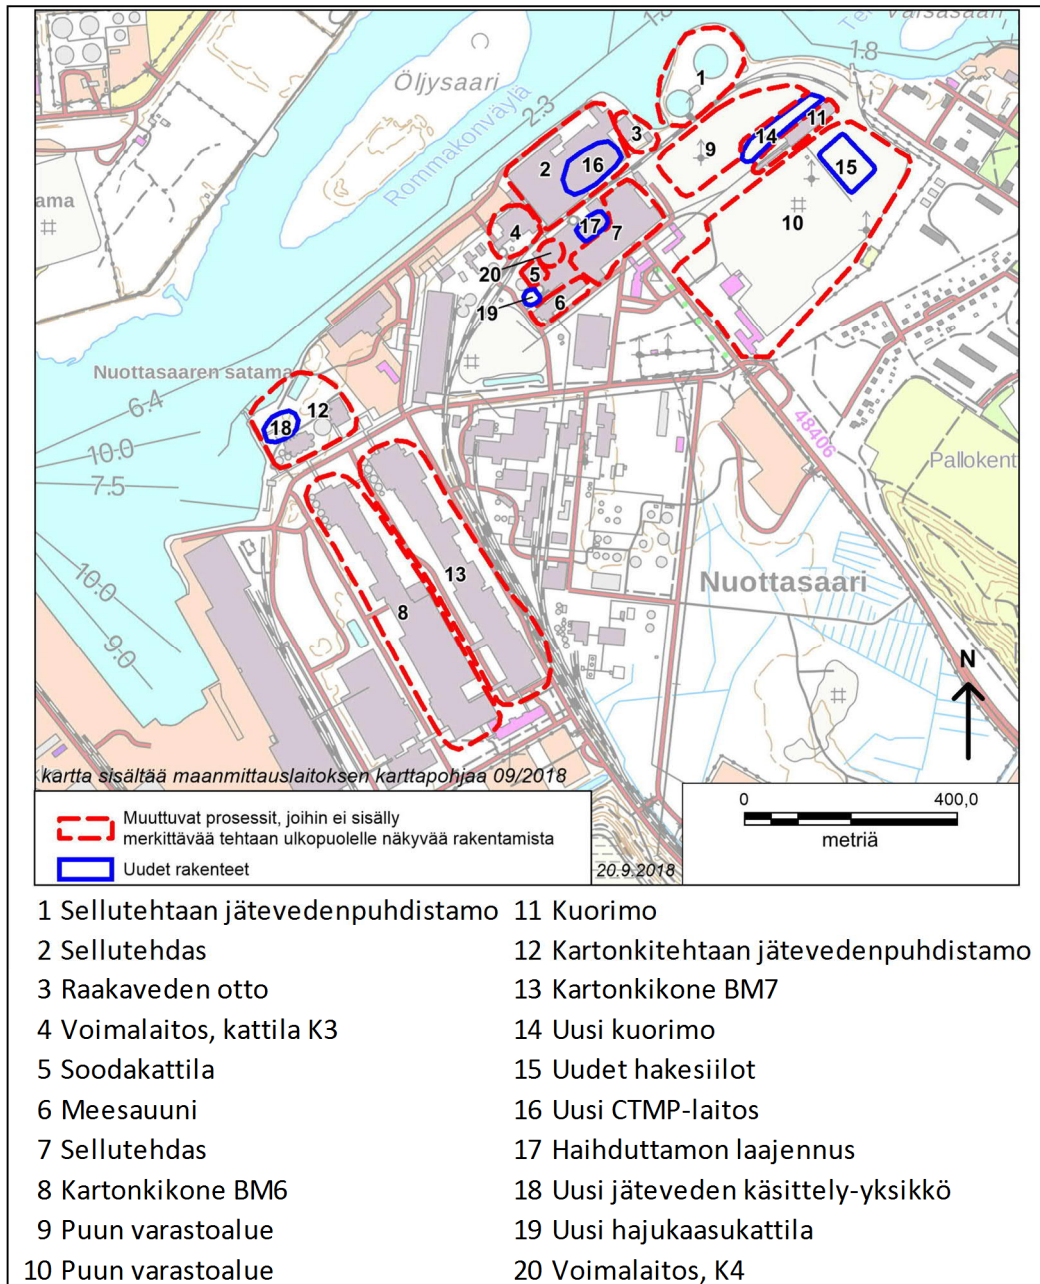 Öljysaari
Rommakonväylä
2.3
1.8
1
2
16
3
9
14
11
15
10
4
17
7
20
5
19
6
ama
Nuottasaaren satama
6.4
10.0
7.5
12
18
48406
Pallokent
13
8
Nuottasaari
10.0
9.0
N
kartta sisältää maanmittauslaitoksen karttapohjaa 09/2018
Muuttuvat prosessit, joihin ei sisälly
merkittävää tehtaan ulkopuolelle näkyvää rakentamista
Uudet rakenteet
20.9.2018
0 400,0
metriä
1 Sellutehtaan jätevedenpuhdistamo
2 Sellutehdas
3 Raakaveden otto
4 Voimalaitos, kattila K3
5 Soodakattila
6 Meesauuni
7 Sellutehdas
8 Kartonkikone BM6
9 Puun varastoalue
10 Puun varastoalue
11 Kuorimo
12 Kartonkitehtaan jätevedenpuhdistamo
13 Kartonkikone BM7
14 Uusi kuorimo
15 Uudet hakesiilot
16 Uusi CTMP-laitos
17 Haihduttamon laajennus
18 Uusi jäteveden käsittely-yksikkö
19 Uusi hajukaasukattila
20 Voimalaitos, K4